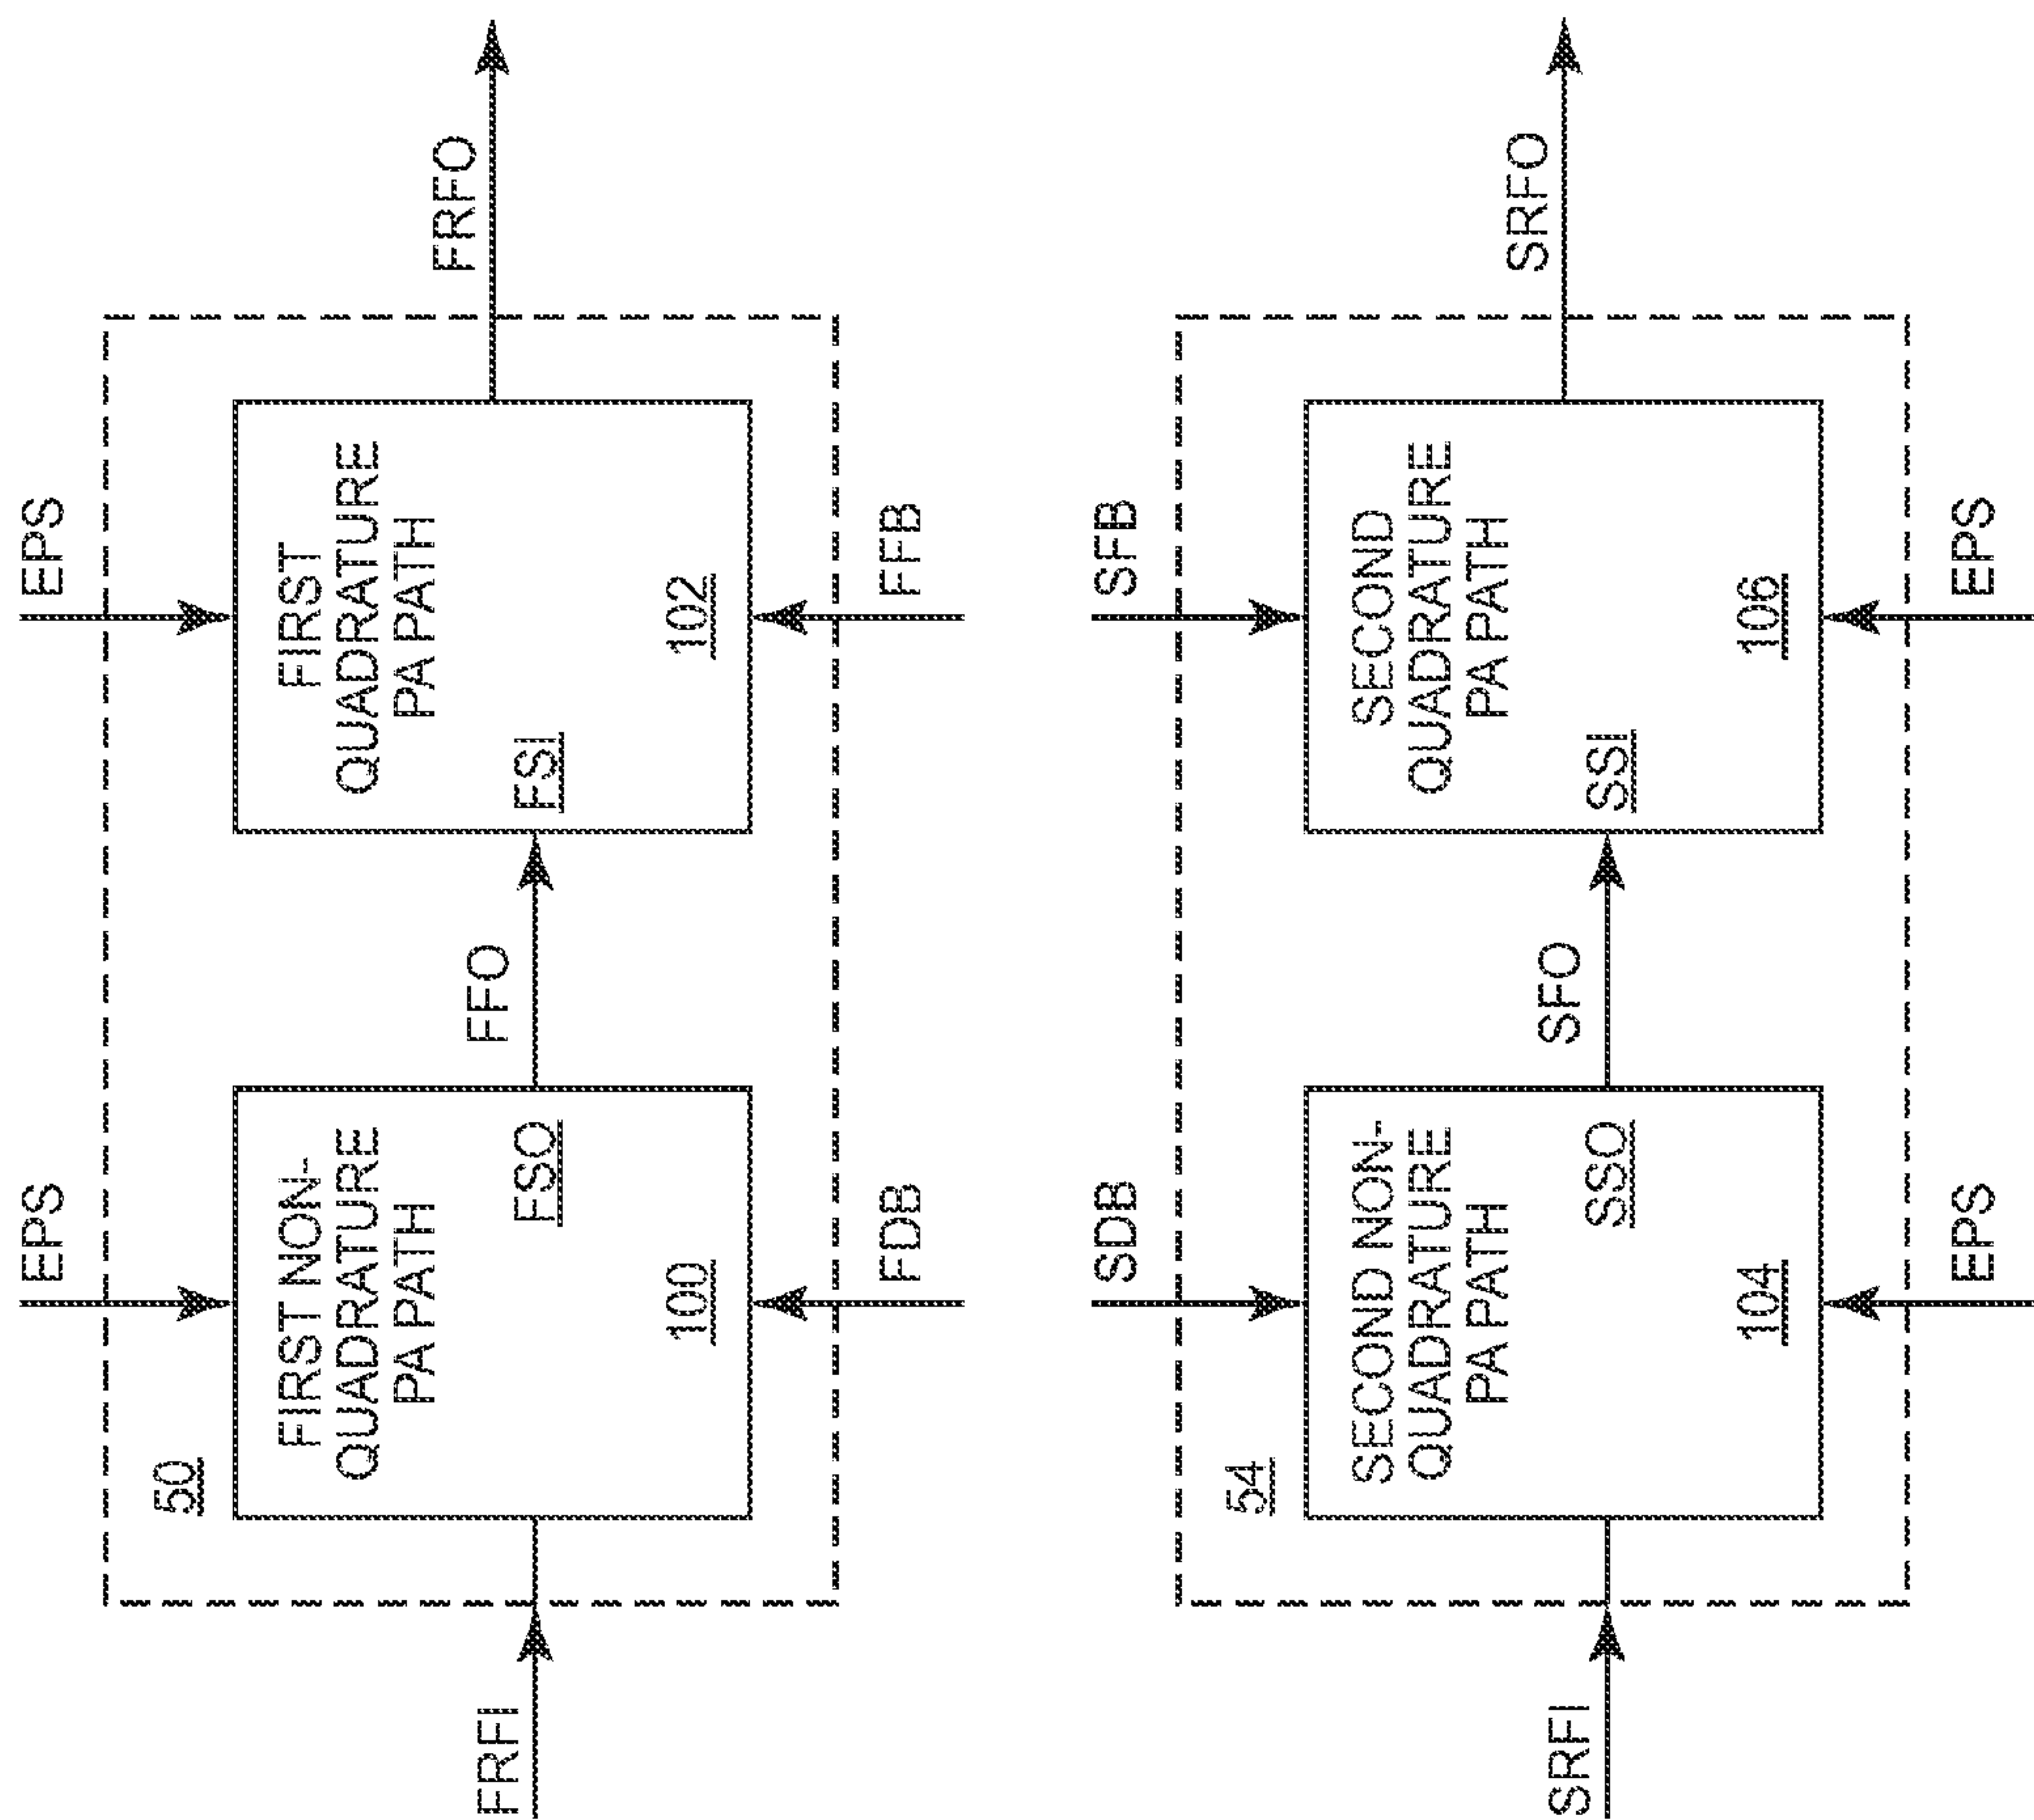 EPS
EPS
50
FIRST NON-
QUADRATURE
PA PATH
FSO
100
FIRST
QUADRATURE
PA PATH
FSI
102
FRFI
FFO
FRFO
FDB
FFB
SDB
SFB
54
SECOND NON-
QUADRATURE
PA PATH
SSO
104
SECOND
QUADRATURE
PA PATH
SSI
106
SRFI
SFO
SRFO
EPS
EPS